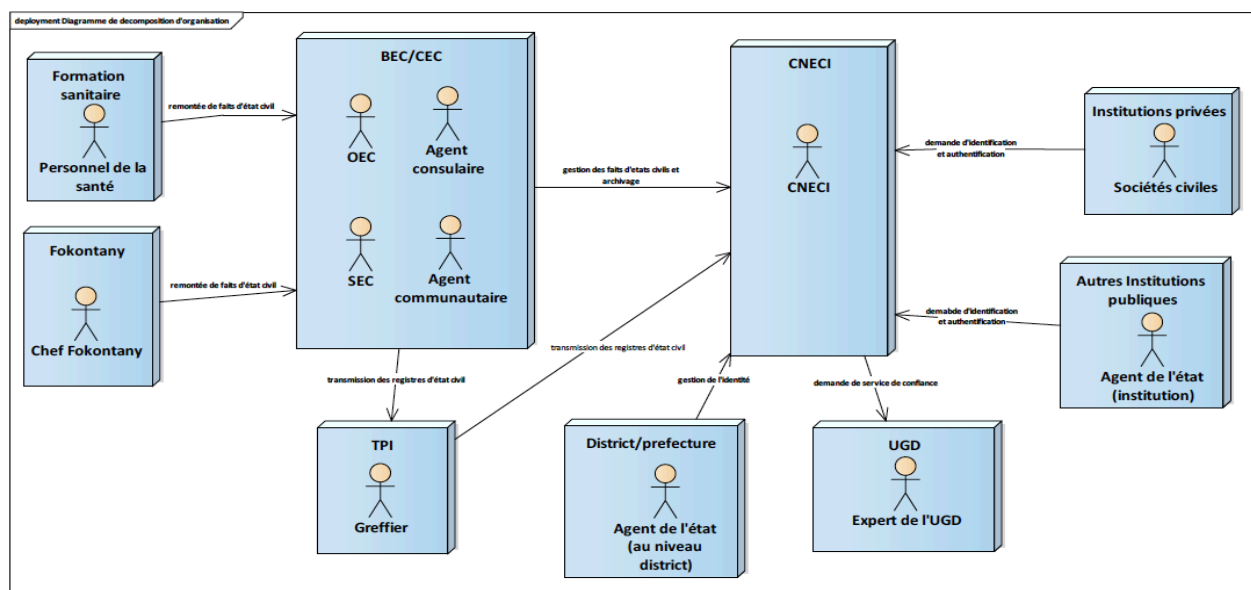 deployment Diagramme de decomposition d'organisation
Formation
sanitaire
Personnel de la
santé
remontée de faits d'état civil
BEC/CEC
OEC
Agent
consulaire
SEC
Agent
communautaire
gestion des faits d'etats civils et
archivage
CNECI
CNECI
demande d'identification
et authentification
Institutions privées
Sociétés civiles
Fokontany
Chef Fokontany
remontée de faits d'état civil
Autres Institutions
publiques
Agent de l'état
(institution)
demabde d'identification
et authentification
transmission des registres d'état civil
transmission des registres d'état civil
gestion de l'identité
demande de service de confiance
TPI
Greffier
District/prefecture
Agent de l'état
(au niveau
district)
UGD
Expert de l'UGD